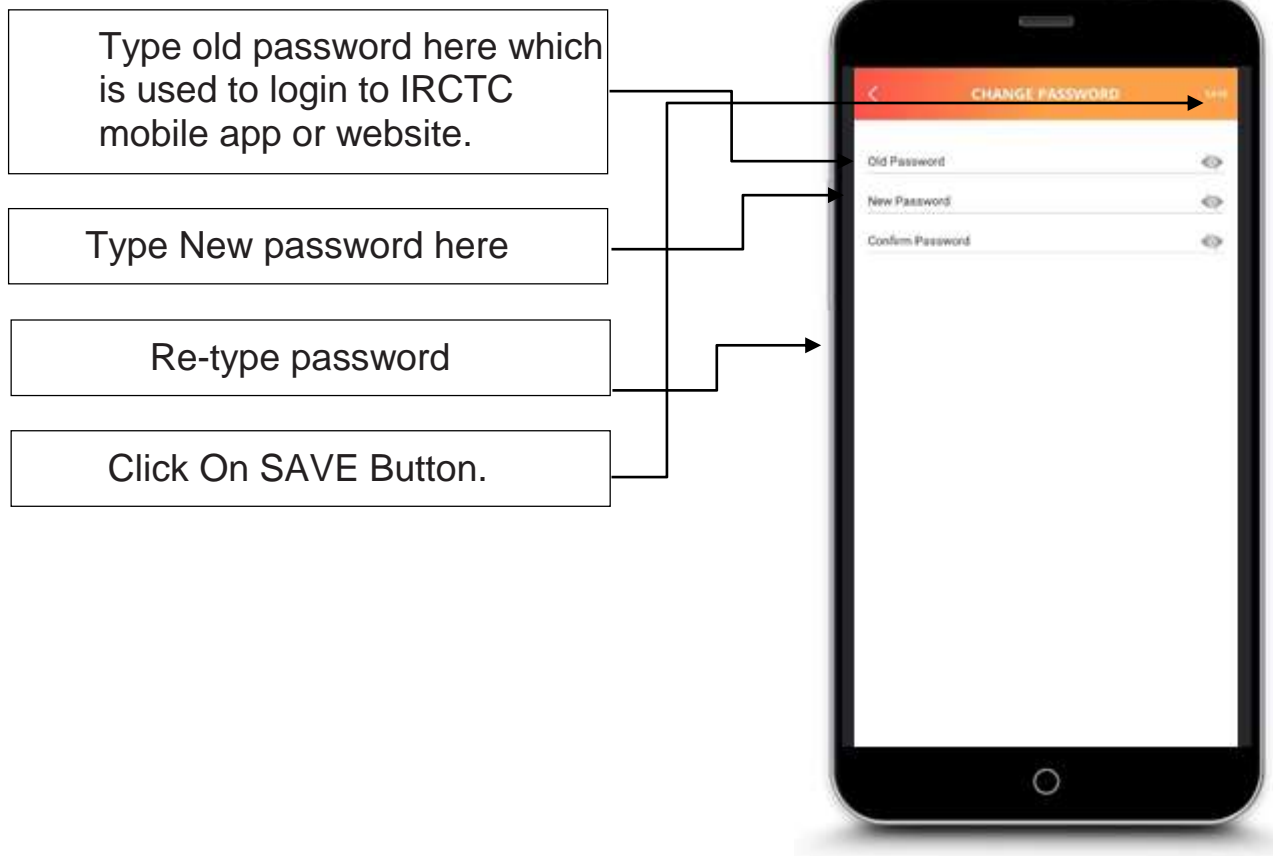 Type old password here which
is used to login to IRCTC
mobile app or website.
Type New password here
Re-type password
Click On SAVE Button.
CHANGE PASSWORD SAVE
Old Password
New Password
Confirm Password